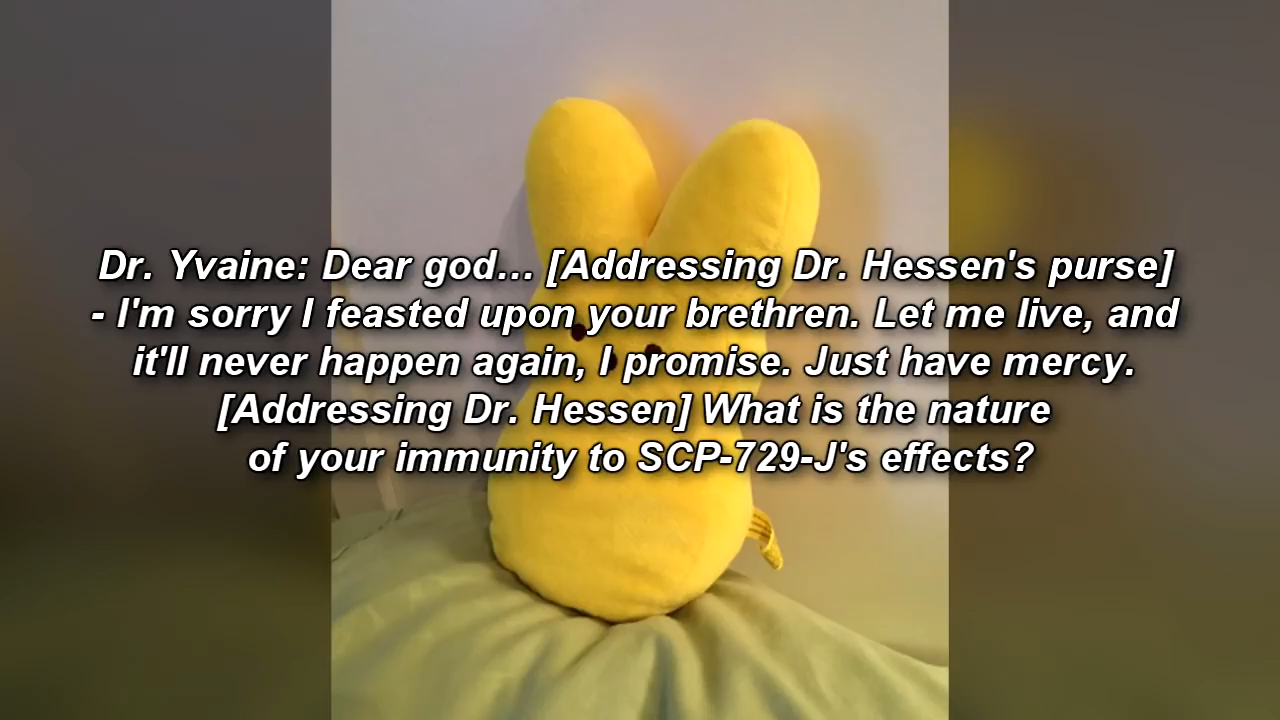 Dr. Yvaine: Dear god... [Addressing Dr. Hessen's purse]
- I'm sorry I feasted upon your brethren. Let me live, and
it'll never happen again, I promise. Just have mercy.
[Addressing Dr. Hessen] What is the nature
of your immunity to SCP-729-J's effects?